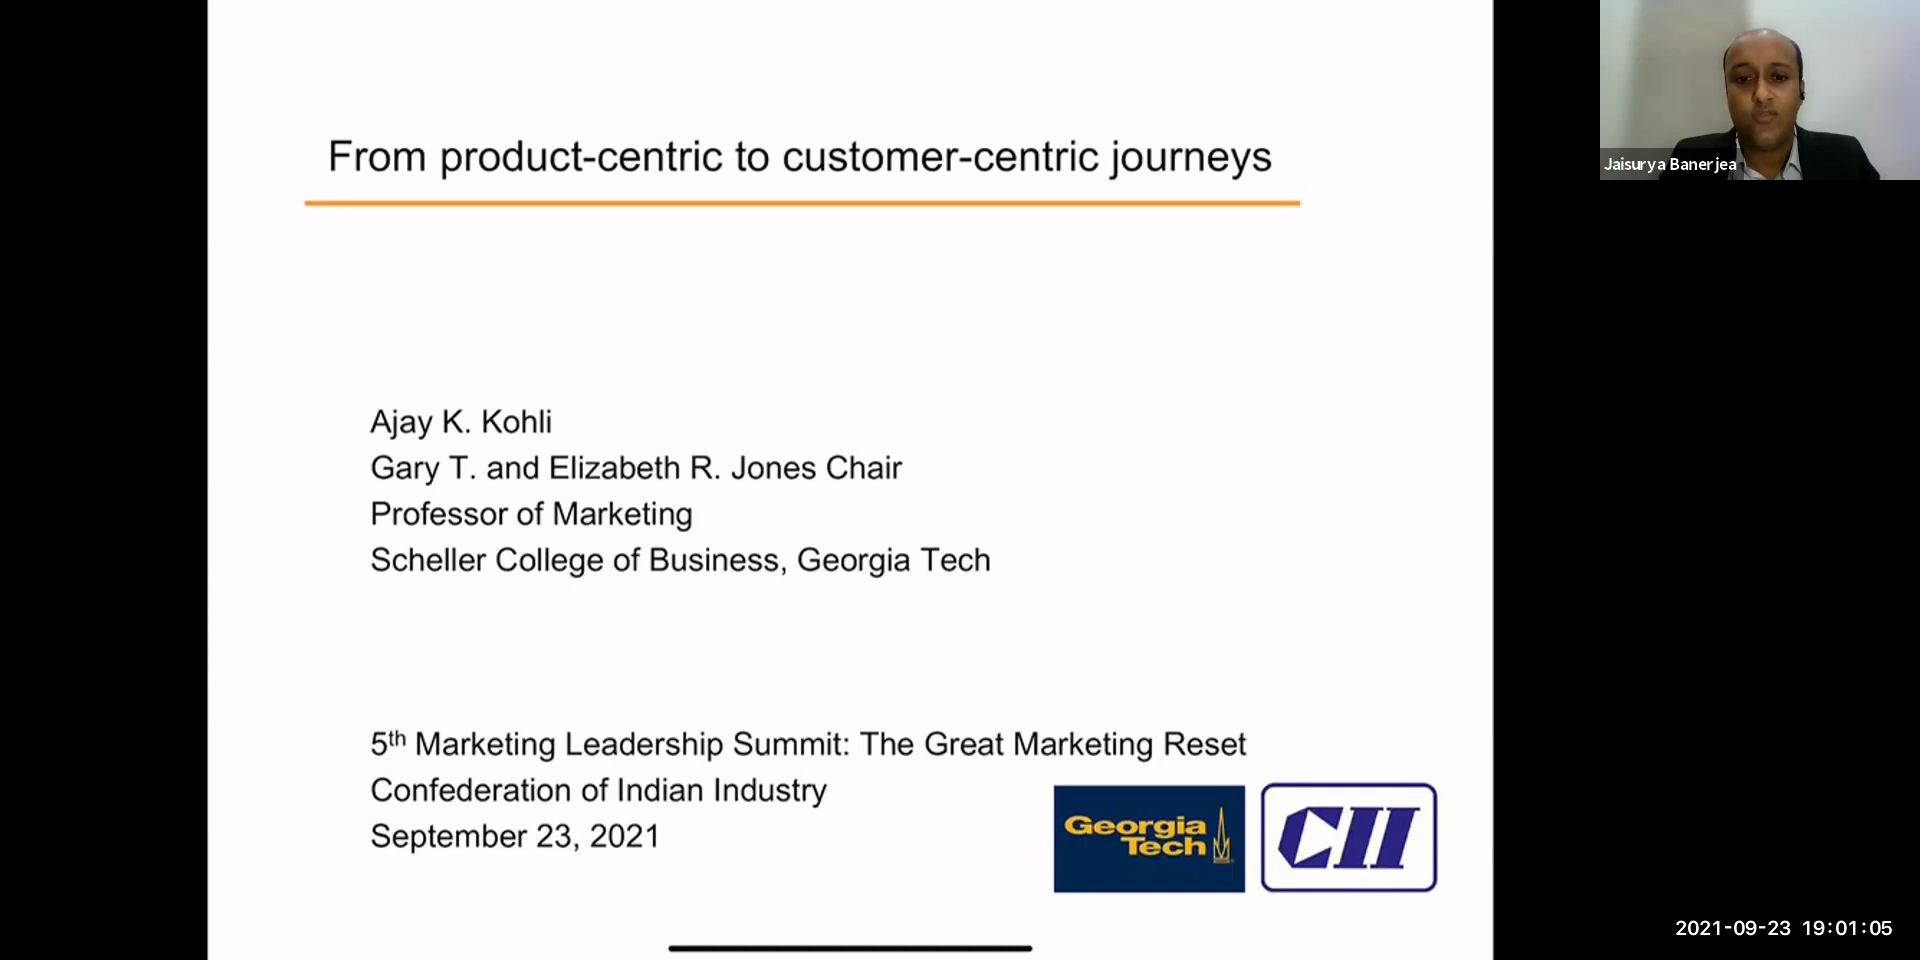 From product-centric to customer-centric journeys
Ajay K. Kohli
Gary T. and Elizabeth R. Jones Chair
Professor of Marketing
Scheller College of Business, Georgia Tech
5th Marketing Leadership Summit: The Great Marketing Reset
Confederation of Indian Industry
September 23, 2021
Georgia
Tech
CII
Jaisurya Banerjea
2021-09-23 19:01:05